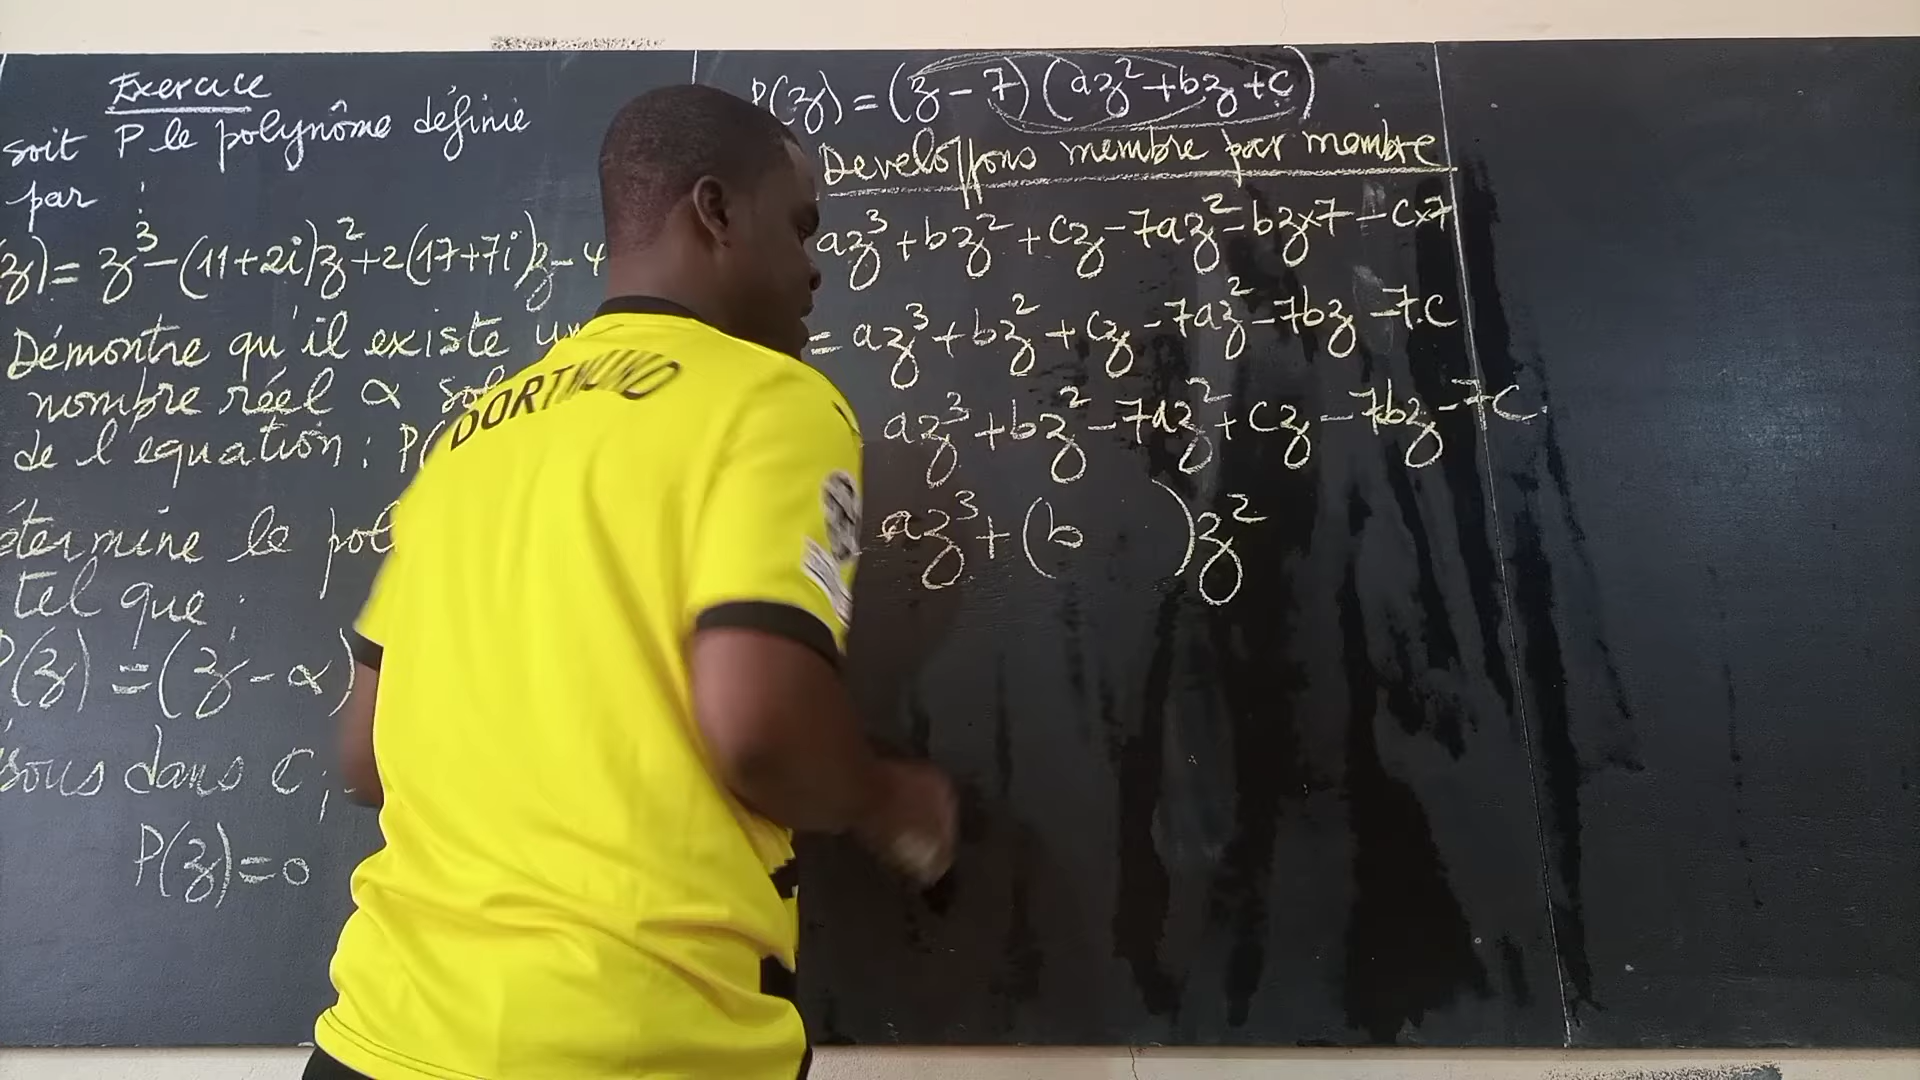 Exercice
soit P le polynôme définie
par :
z) = z³ - (11+2i)z² + 2(17+7i)z - 4
Démontre qu'il existe un
nombre réel α sol
de l'equation : P(
étermine le pol
tel que :
P(z) = (z - α)
sous dans C ;
P(z) = 0
P(z) = (z - 7)(az² + bz + c)
Develoffons membre par membre
az³ + bz² + cz - 7az² - bz×7 - c×7
= az³ + bz² + cz - 7az² - 7bz - 7.c
az³ + bz² - 7az² + cz - 7bz - 7c.
az³ + (b )z²
DORTMUND